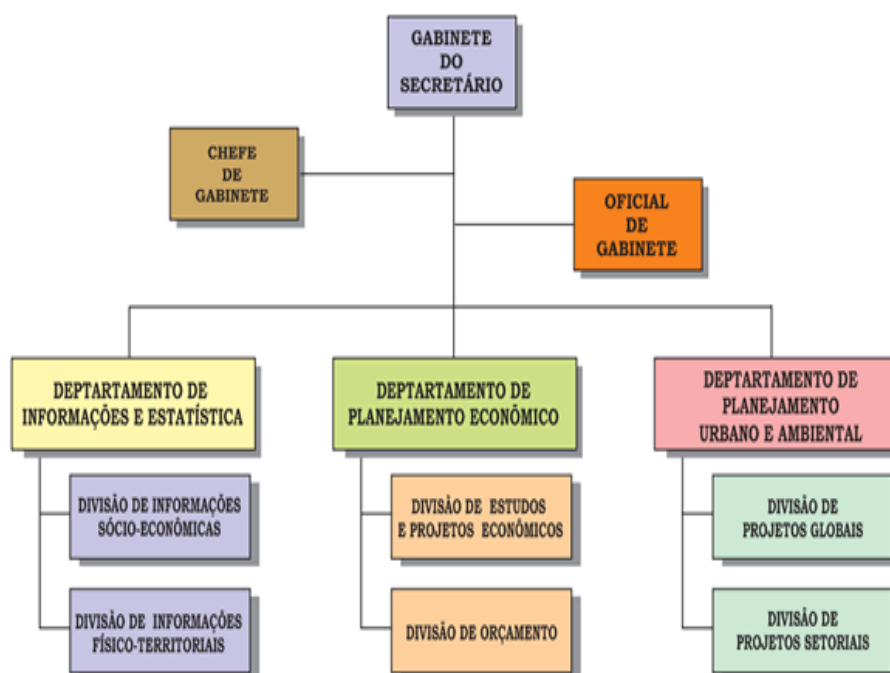 GABINETE
DO
SECRETÁRIO
CHEFE
DE
GABINETE
OFICIAL
DE
GABINETE
DEPTARTAMENTO DE
INFORMAÇÕES E ESTATÍSTICA
DEPTARTAMENTO DE
PLANEJAMENTO ECONÔMICO
DEPTARTAMENTO DE
PLANEJAMENTO
URBANO E AMBIENTAL
DIVISÃO DE INFORMAÇÕES
SÓCIO-ECONÔMICAS
DIVISÃO DE ESTUDOS
E PROJETOS ECONÔMICOS
DIVISÃO DE
PROJETOS GLOBAIS
DIVISÃO DE INFORMAÇÕES
FÍSICO-TERRITORIAIS
DIVISÃO DE ORÇAMENTO
DIVISÃO DE
PROJETOS SETORIAIS